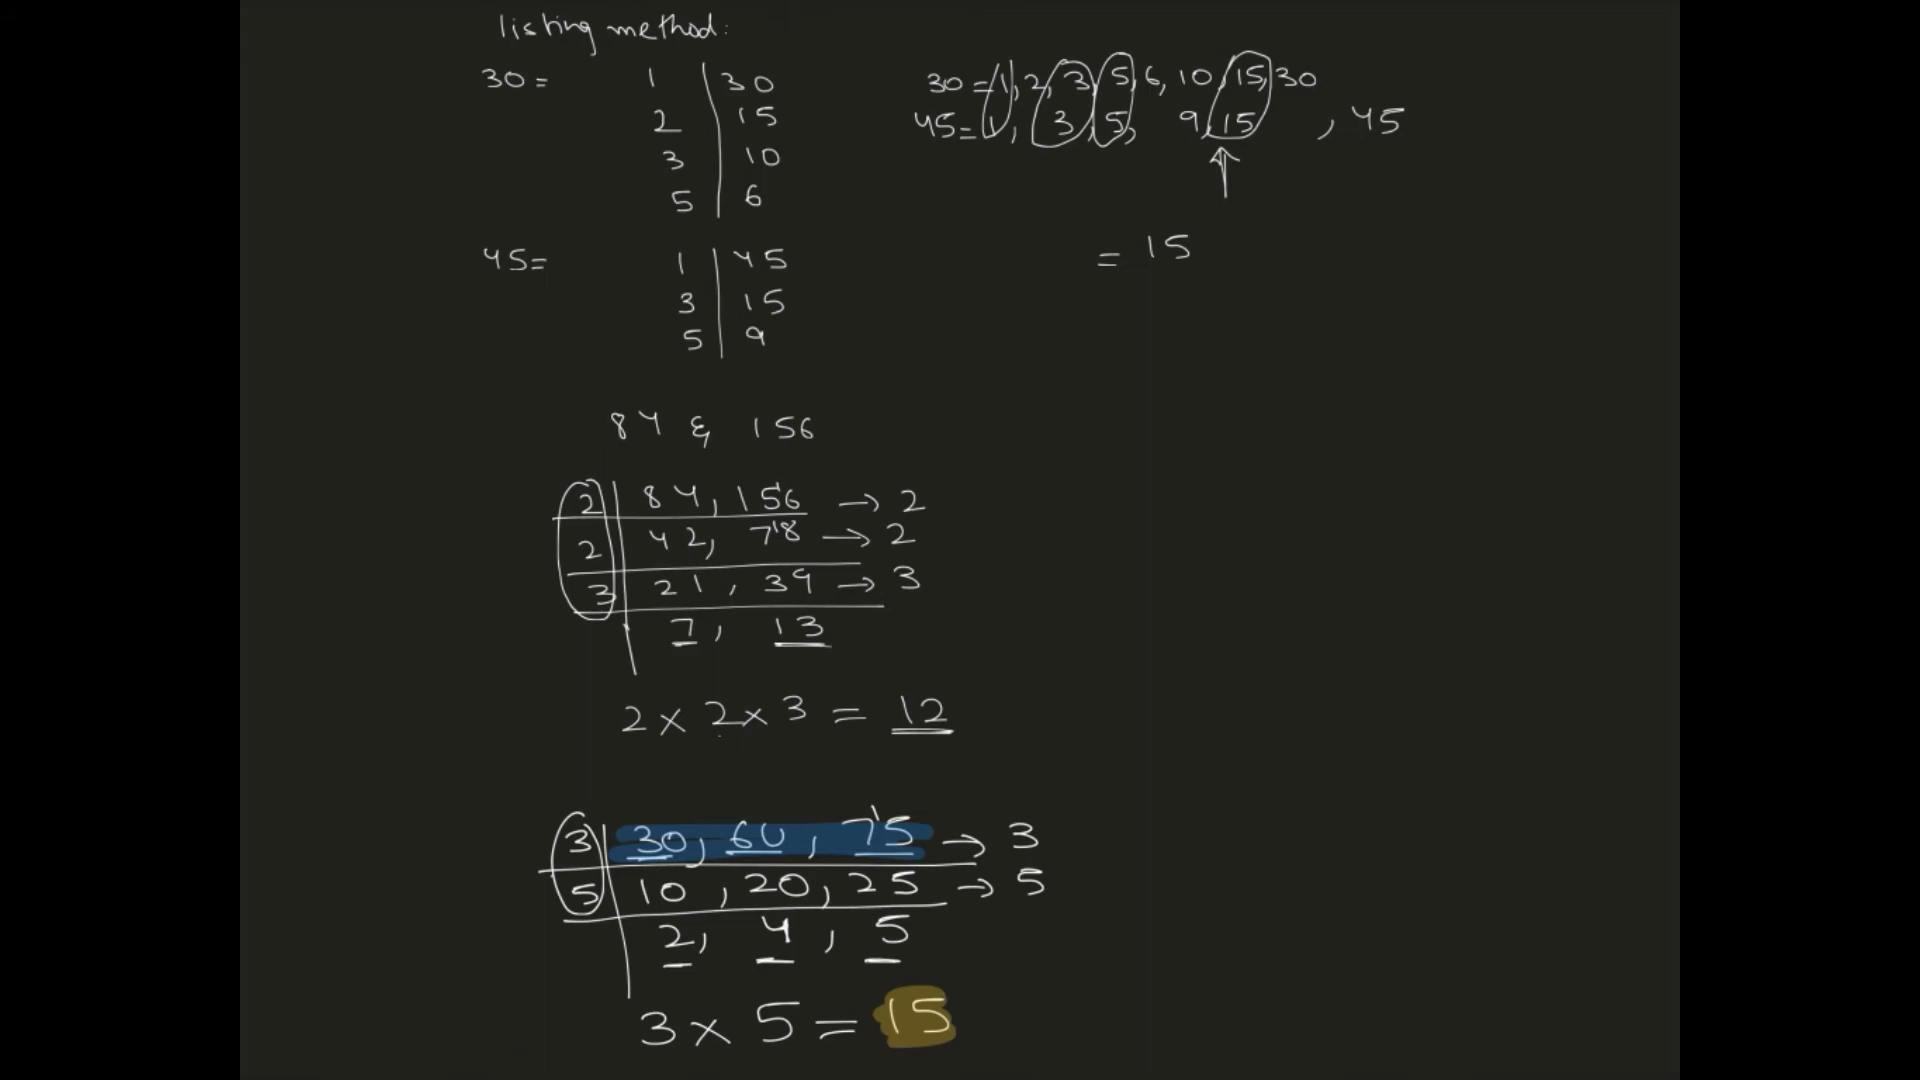 listing method:
30 = 1 | 30
2 | 15
3 | 10
5 | 6
45 = 1 | 45
3 | 15
5 | 9
30 = 1, 2, 3, 5, 6, 10, 15, 30
45 = 1, 3, 5, 9, 15, 45
↑
= 15
84 & 156
2 | 84, 156 → 2
2 | 42, 78 → 2
3 | 21, 39 → 3
7, 13
2 x 2 x 3 = 12
3 | 30, 60, 75 → 3
5 | 10, 20, 25 → 5
2, 4, 5
3 x 5 = 15